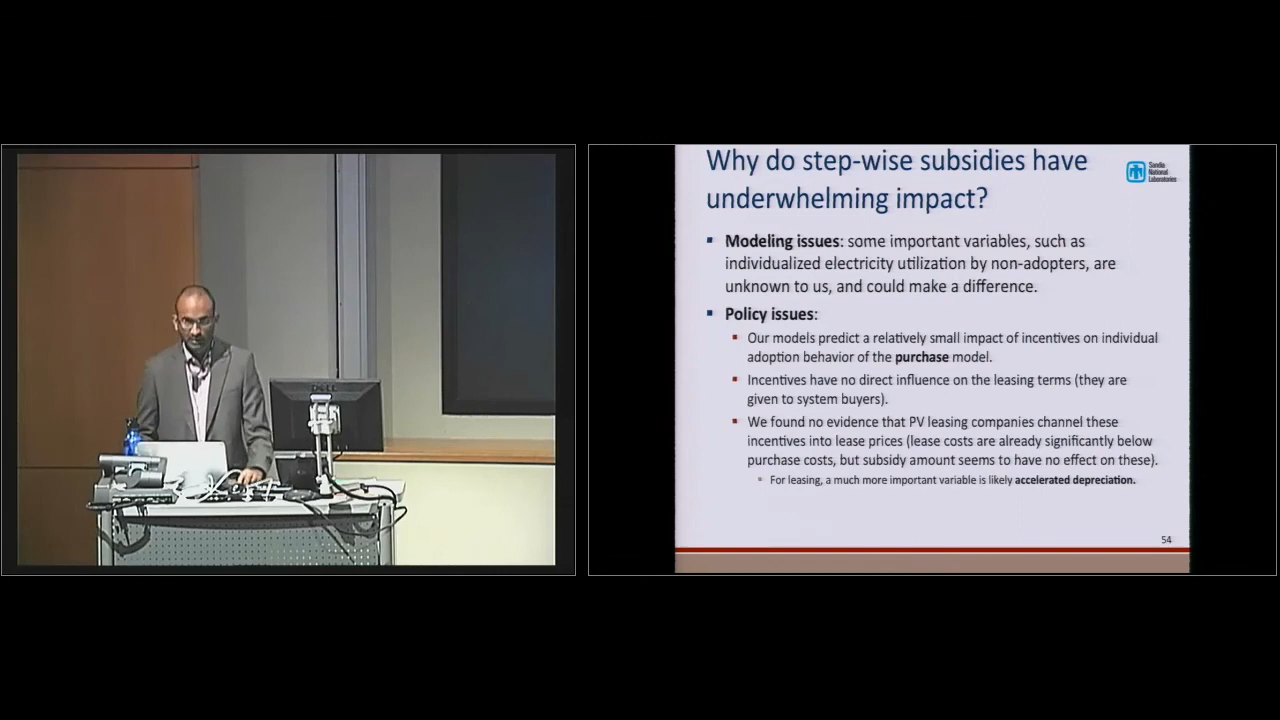 DELL
Why do step-wise subsidies have
underwhelming impact?
Sandia
National
Laboratories
▪ Modeling issues: some important variables, such as
individualized electricity utilization by non-adopters, are
unknown to us, and could make a difference.
▪ Policy issues:
▪ Our models predict a relatively small impact of incentives on individual
adoption behavior of the purchase model.
▪ Incentives have no direct influence on the leasing terms (they are
given to system buyers).
▪ We found no evidence that PV leasing companies channel these
incentives into lease prices (lease costs are already significantly below
purchase costs, but subsidy amount seems to have no effect on these).
▪ For leasing, a much more important variable is likely accelerated depreciation.
54